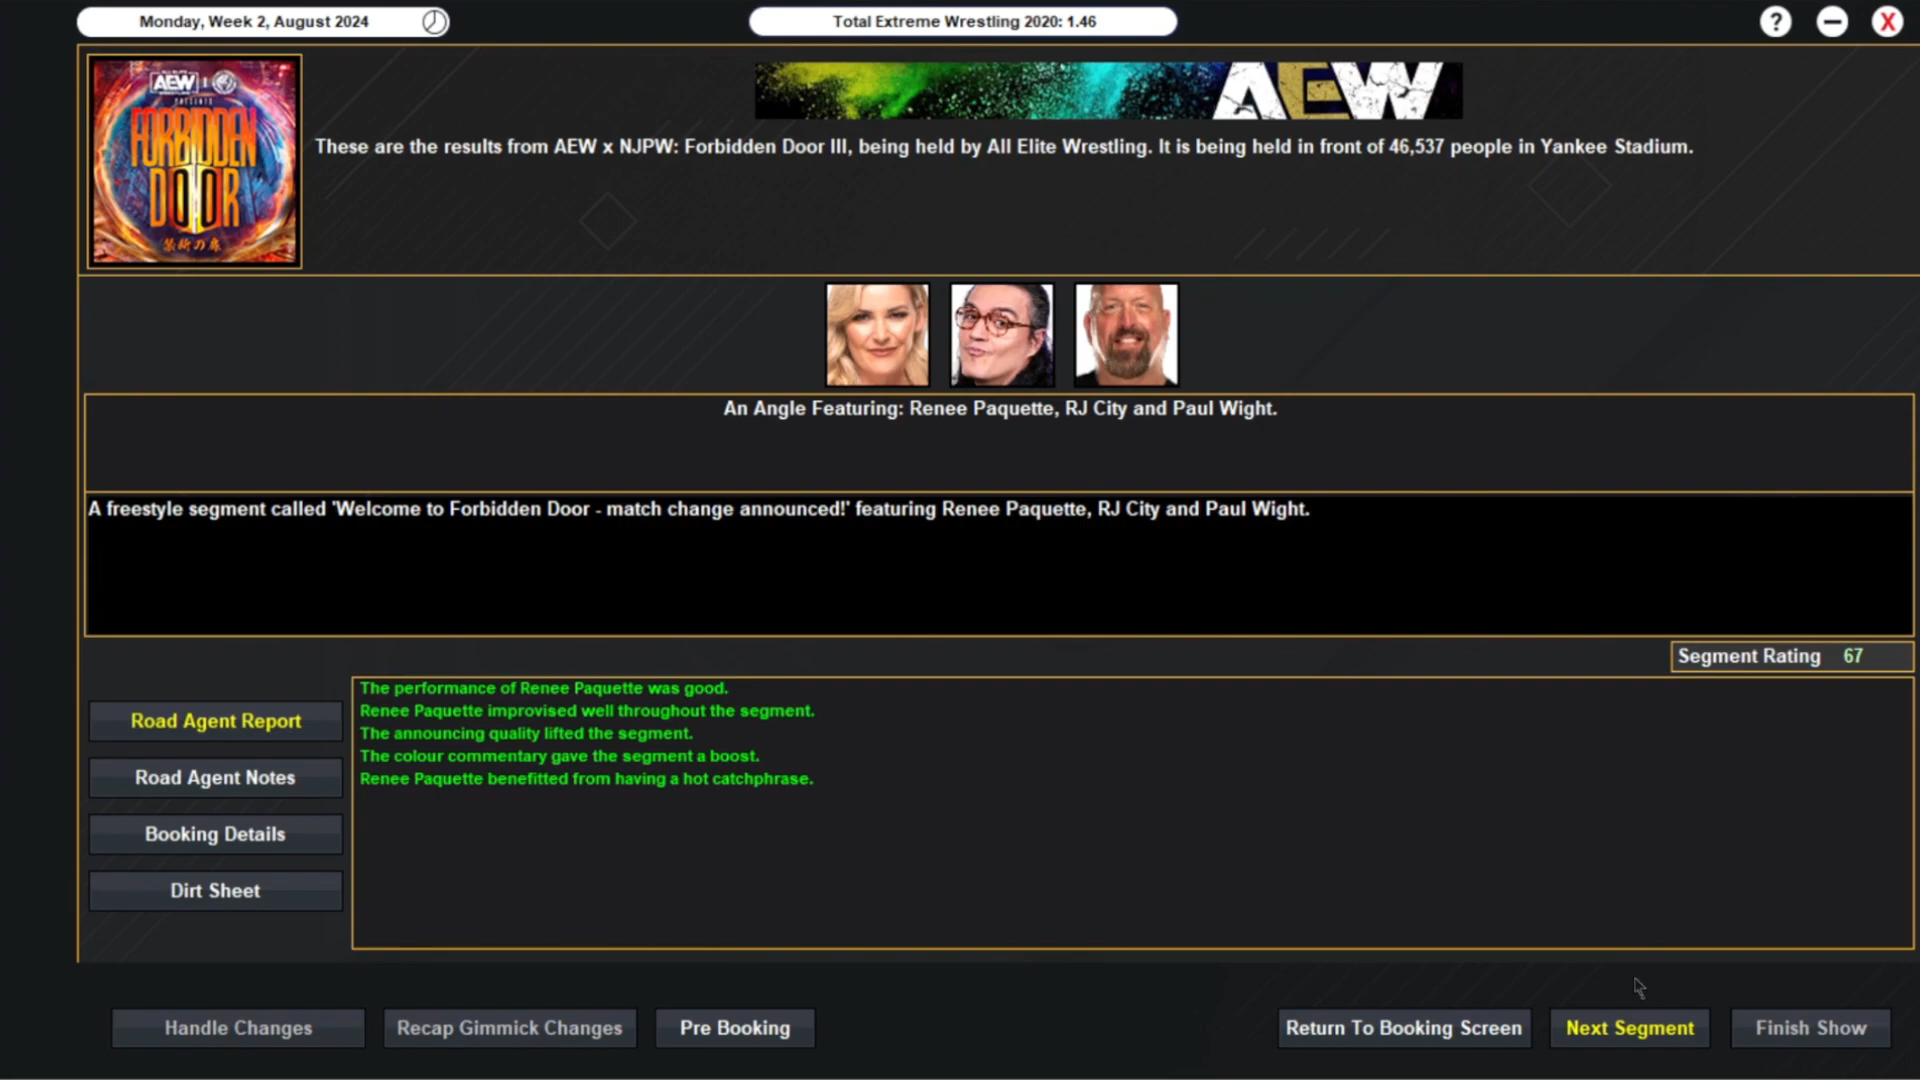 Monday, Week 2, August 2024
Total Extreme Wrestling 2020: 1.46
?
X
AEW
PRESENTS
FORBIDDEN
DOOR
禁断の扉
AEW
These are the results from AEW x NJPW: Forbidden Door III, being held by All Elite Wrestling. It is being held in front of 46,537 people in Yankee Stadium.
An Angle Featuring: Renee Paquette, RJ City and Paul Wight.
A freestyle segment called 'Welcome to Forbidden Door - match change announced!' featuring Renee Paquette, RJ City and Paul Wight.
Segment Rating 67
Road Agent Report
Road Agent Notes
Booking Details
Dirt Sheet
The performance of Renee Paquette was good.
Renee Paquette improvised well throughout the segment.
The announcing quality lifted the segment.
The colour commentary gave the segment a boost.
Renee Paquette benefitted from having a hot catchphrase.
Handle Changes
Recap Gimmick Changes
Pre Booking
Return To Booking Screen
Next Segment
Finish Show